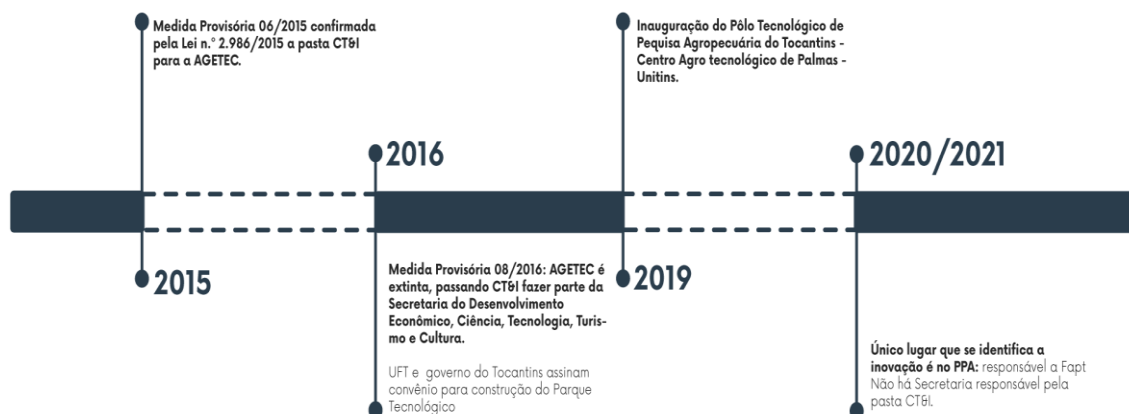 Medida Provisória 06/2015 confirmada
pela Lei n.° 2.986/2015 a pasta CT&I
para a AGETEC.
2015
2016
Medida Provisória 08/2016: AGETEC é
extinta, passando CT&I fazer parte da
Secretaria do Desenvolvimento
Econômico, Ciência, Tecnologia, Turis-
mo e Cultura.
UFT e governo do Tocantins assinam
convênio para construção do Parque
Tecnológico
Inauguração do Pôlo Tecnológico de
Pequisa Agropecuária do Tocantins -
Centro Agro tecnológico de Palmas -
Unitins.
2019
2020/2021
Único lugar que se identifica a
inovação é no PPA: responsável a Fapt
Não há Secretaria responsável pela
pasta CT&I.